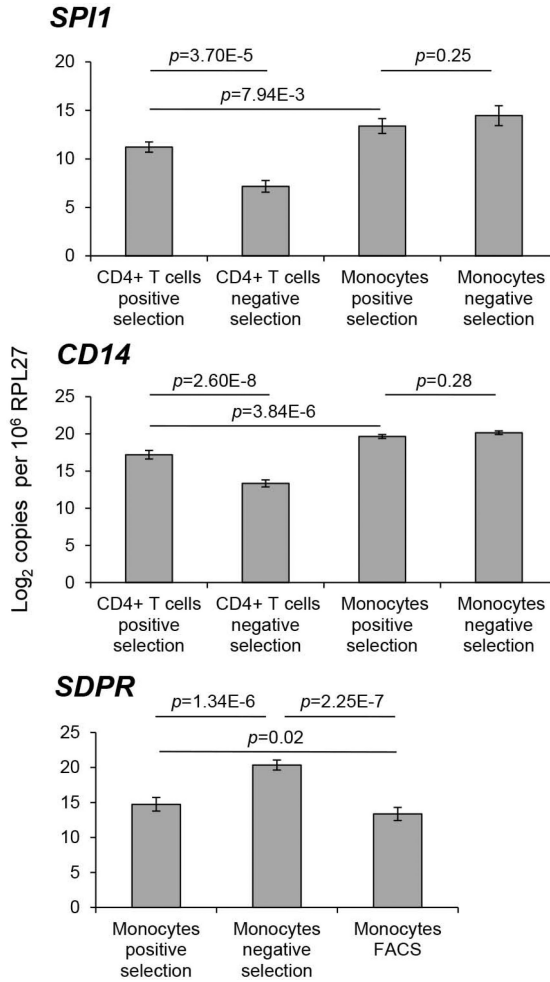 SPI1
p=3.70E-5
p=0.25
p=7.94E-3
20
15
10
5
0
CD4+ T cells positive selection
CD4+ T cells negative selection
Monocytes positive selection
Monocytes negative selection
Log₂ copies per 10⁶ RPL27
CD14
p=2.60E-8
p=0.28
p=3.84E-6
25
20
15
10
5
0
CD4+ T cells positive selection
CD4+ T cells negative selection
Monocytes positive selection
Monocytes negative selection
SDPR
p=1.34E-6
p=2.25E-7
p=0.02
25
20
15
10
5
0
Monocytes positive selection
Monocytes negative selection
Monocytes FACS